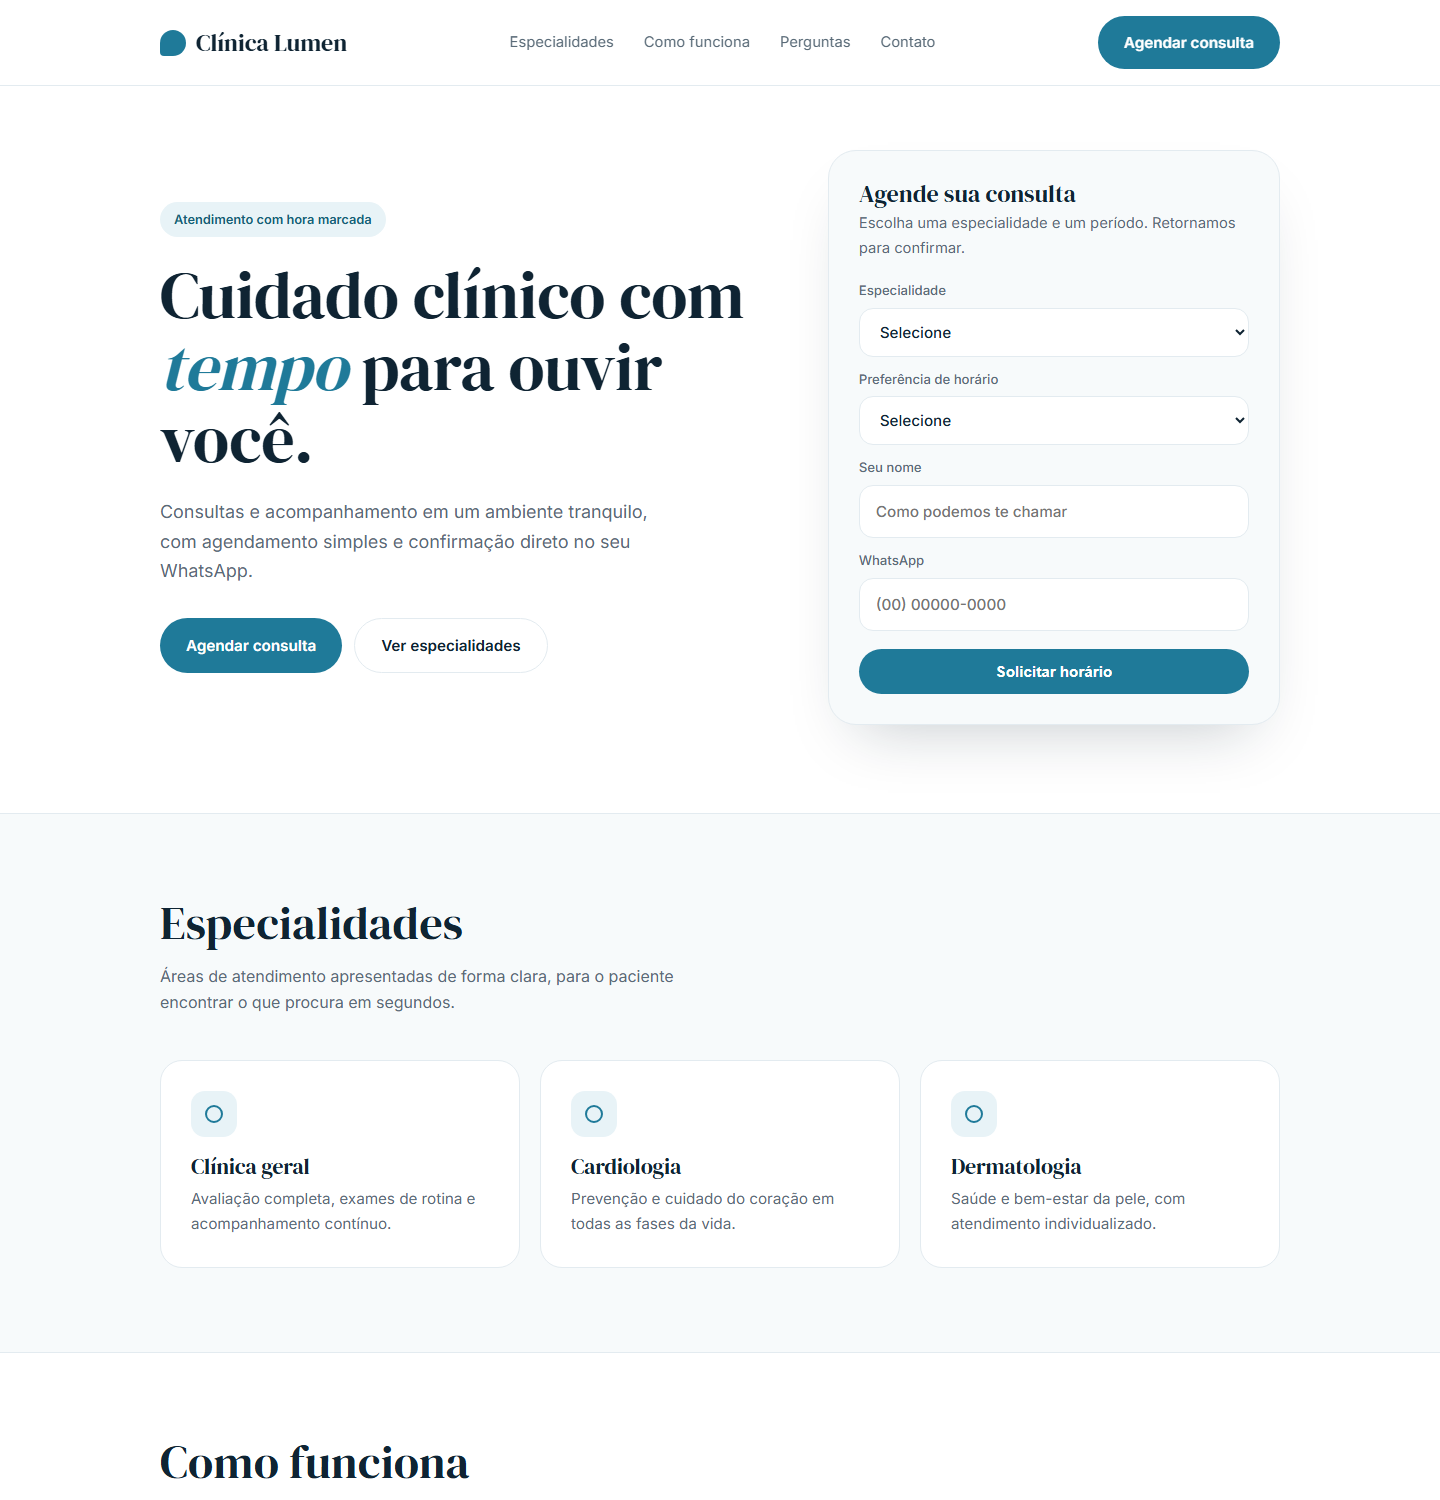 Clínica Lumen
Especialidades
Como funciona
Perguntas
Contato
Agendar consulta
Atendimento com hora marcada
Cuidado clínico com
tempo para ouvir
você.
Consultas e acompanhamento em um ambiente tranquilo,
com agendamento simples e confirmação direto no seu
WhatsApp.
Agendar consulta
Ver especialidades
Agende sua consulta
Escolha uma especialidade e um período. Retornamos
para confirmar.
Especialidade
Selecione
Preferência de horário
Selecione
Seu nome
Como podemos te chamar
WhatsApp
(00) 00000-0000
Solicitar horário
Especialidades
Áreas de atendimento apresentadas de forma clara, para o paciente
encontrar o que procura em segundos.
Clínica geral
Avaliação completa, exames de rotina e
acompanhamento contínuo.
Cardiologia
Prevenção e cuidado do coração em
todas as fases da vida.
Dermatologia
Saúde e bem-estar da pele, com
atendimento individualizado.
Como funciona